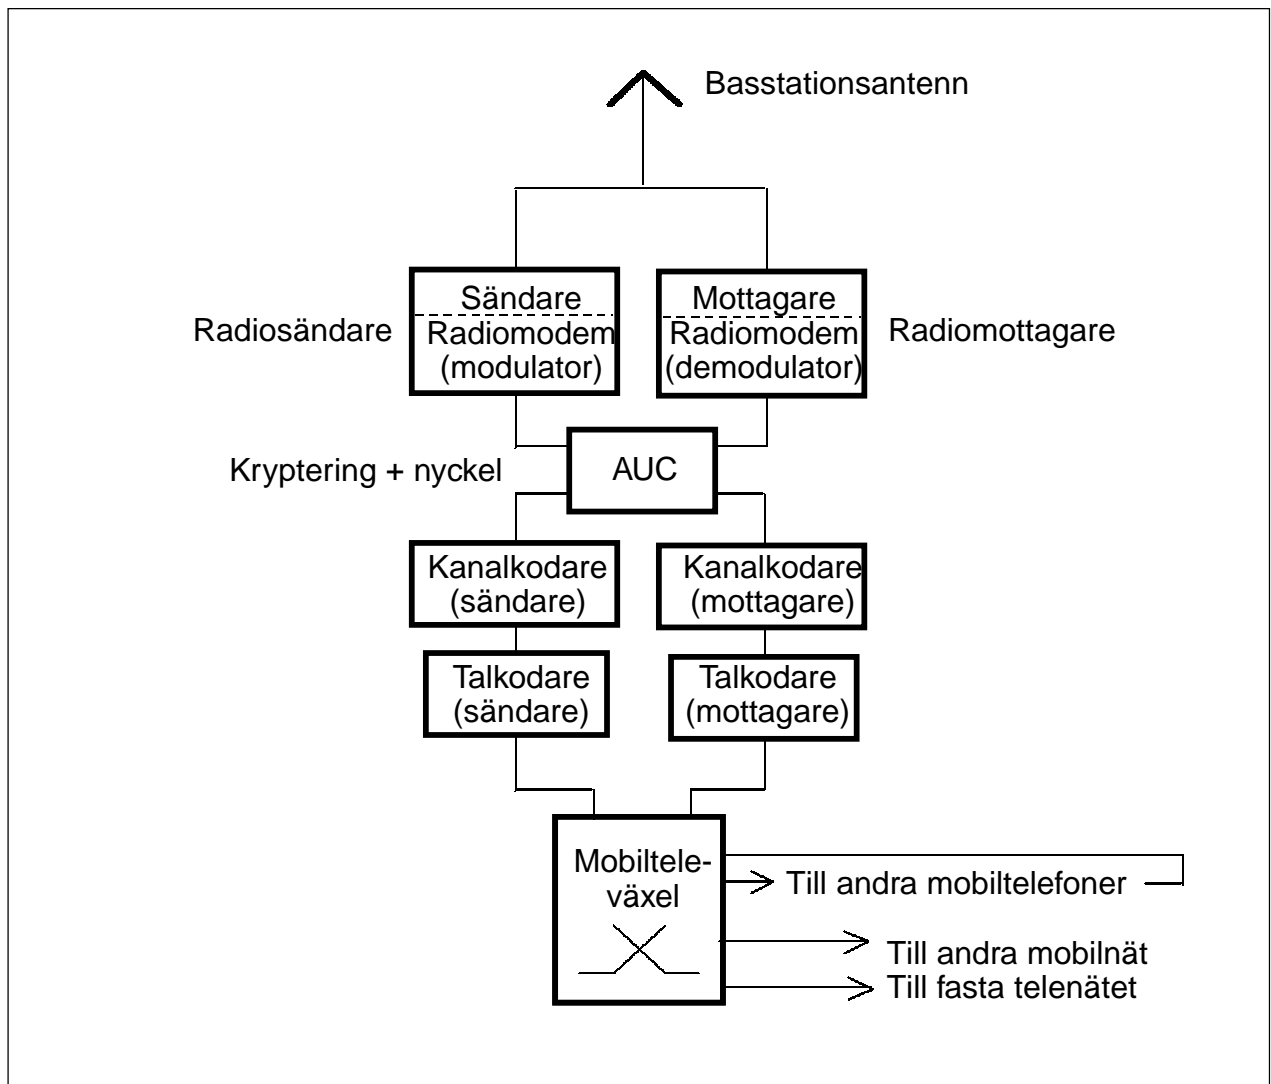 Basstationsantenn
Sändare
Radiomodem
(modulator)
Mottagare
Radiomodem
(demodulator)
Radiosändare
Radiomottagare
Kryptering + nyckel
AUC
Kanalkodare
(sändare)
Kanalkodare
(mottagare)
Talkodare
(sändare)
Talkodare
(mottagare)
Mobiltele-
växel
Till andra mobiltelefoner
Till andra mobilnät
Till fasta telenätet